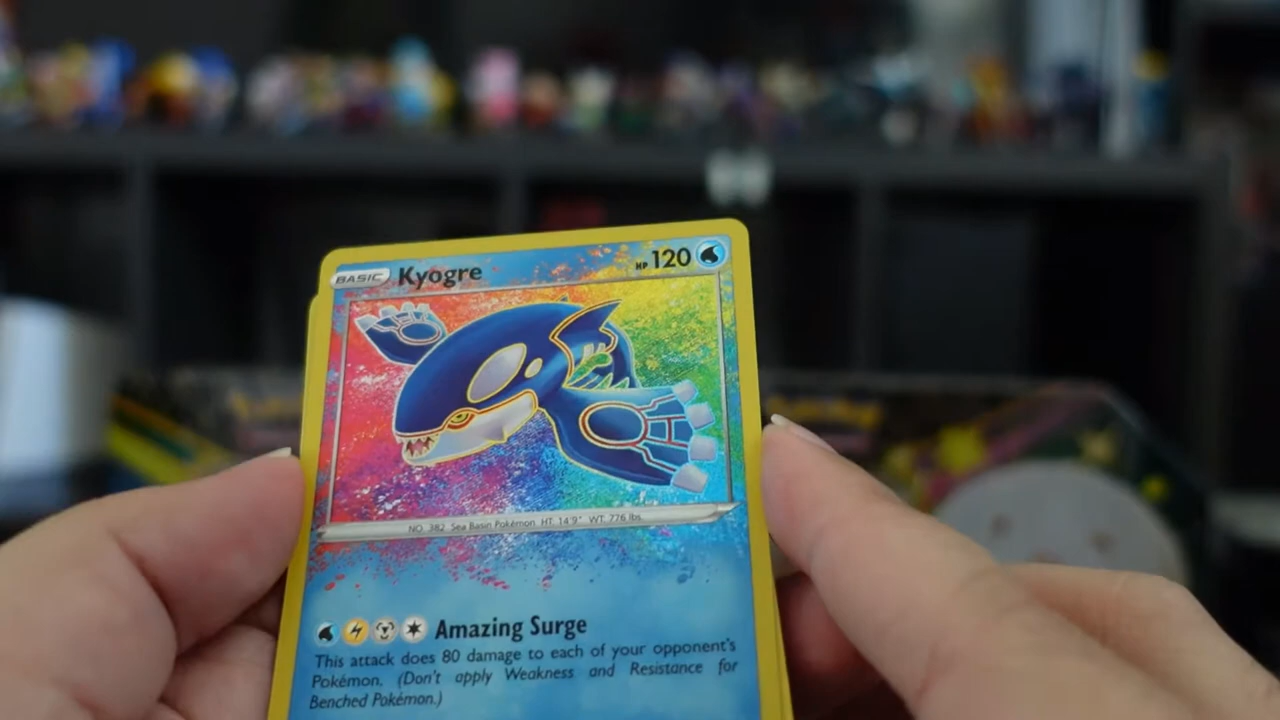 BASIC Kyogre HP 120
NO. 382 Sea Basin Pokémon HT: 14'9" WT: 776 lbs.
Amazing Surge
This attack does 80 damage to each of your opponent's
Pokémon. (Don't apply Weakness and Resistance for
Benched Pokémon.)